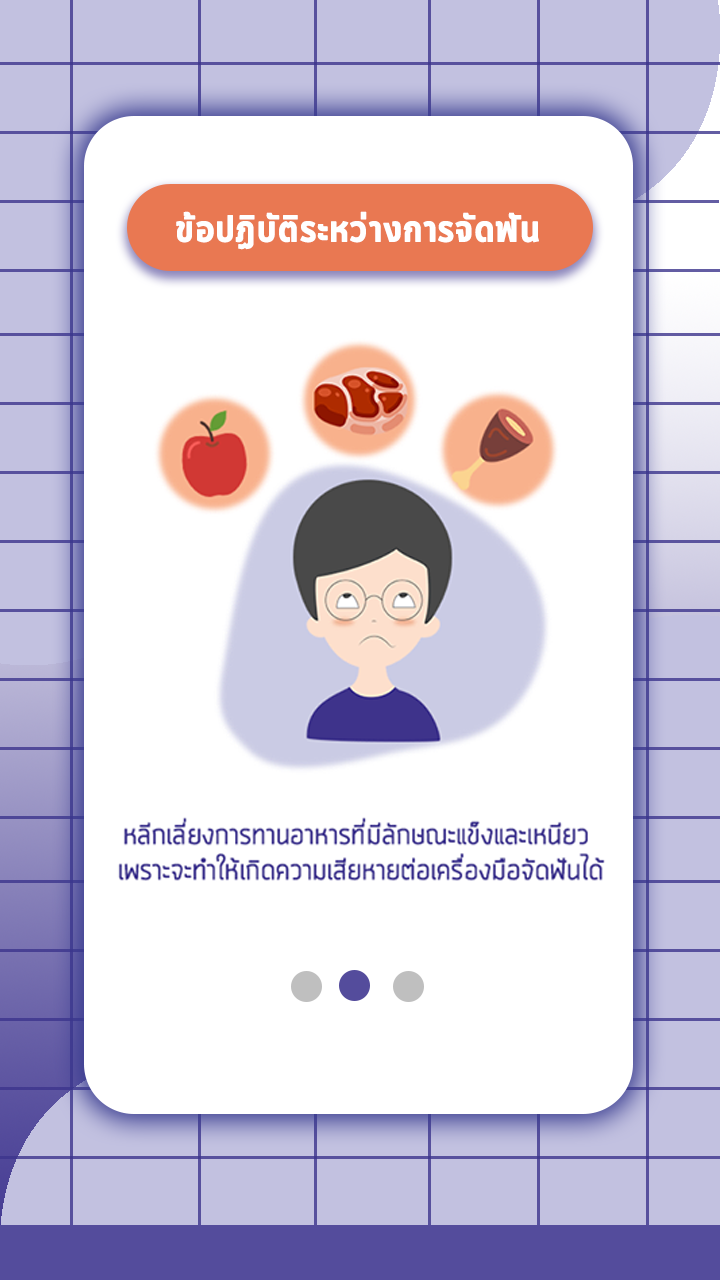 ข้อปฏิบัติระหว่างการจัดฟัน
หลีกเลี่ยงการทานอาหารที่มีลักษณะแข็งและเหนียว
เพราะจะทำให้เกิดความเสียหายต่อเครื่องมือจัดฟันได้